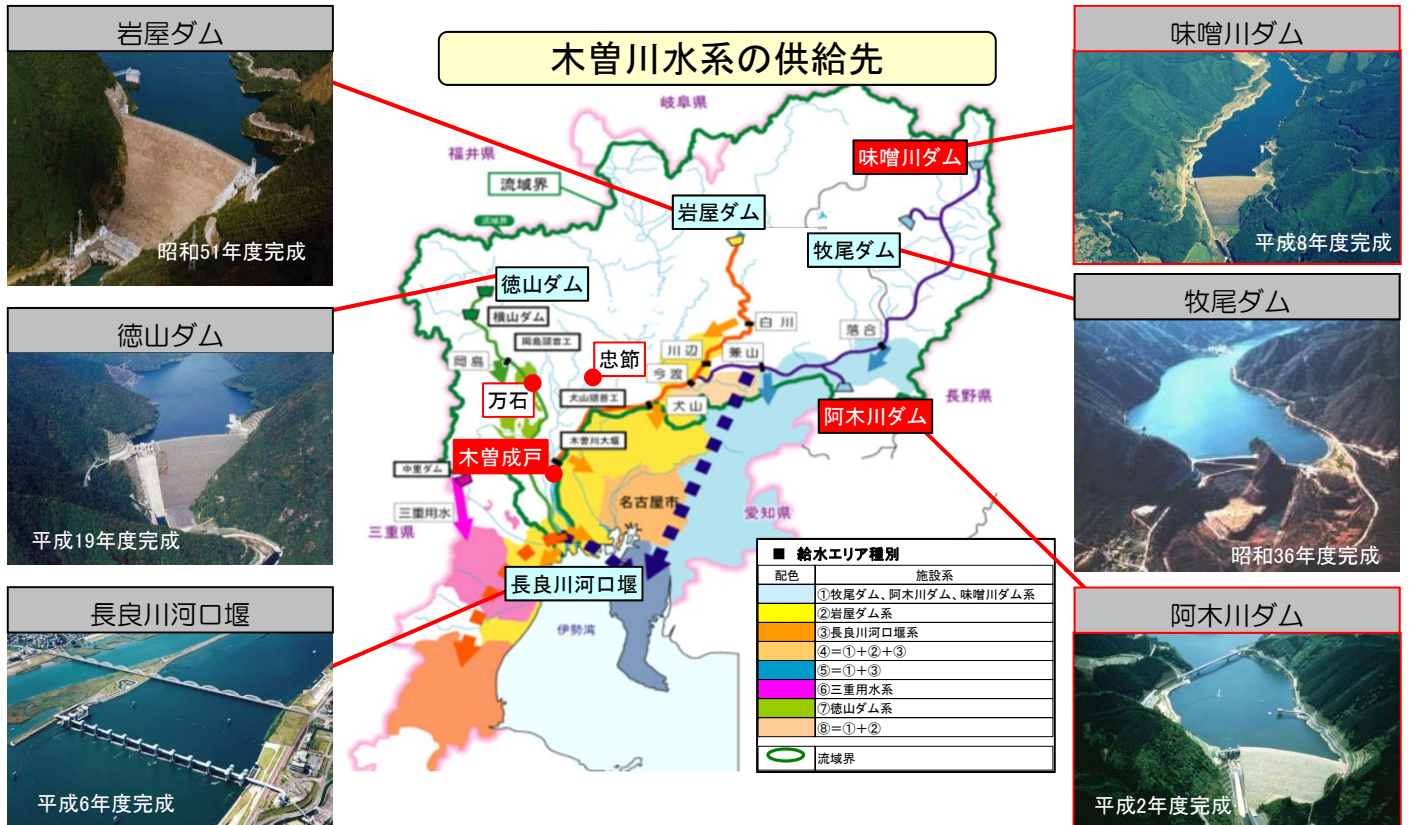 木曽川水系の供給先
岩屋ダム
昭和51年度完成
徳山ダム
平成19年度完成
長良川河口堰
平成6年度完成
味噌川ダム
平成8年度完成
牧尾ダム
昭和36年度完成
阿木川ダム
平成2年度完成
岐阜県
福井県
流域界
流域界
味噌川ダム
岩屋ダム
牧尾ダム
徳山ダム
横山ダム
岡島頭首工
岡島
忠節
万石
白川
落合
川辺
兼山
今渡
犬山頭首工
犬山
長野県
阿木川ダム
木曽川大堰
木曽成戸
中里ダム
三重用水
三重県
名古屋市
愛知県
長良川河口堰
伊勢湾
■ 給水エリア種別
配色 施設系
①牧尾ダム、阿木川ダム、味噌川ダム系
②岩屋ダム系
③長良川河口堰系
④=①+②+③
⑤=①+③
⑥三重用水系
⑦徳山ダム系
⑧=①+②
流域界